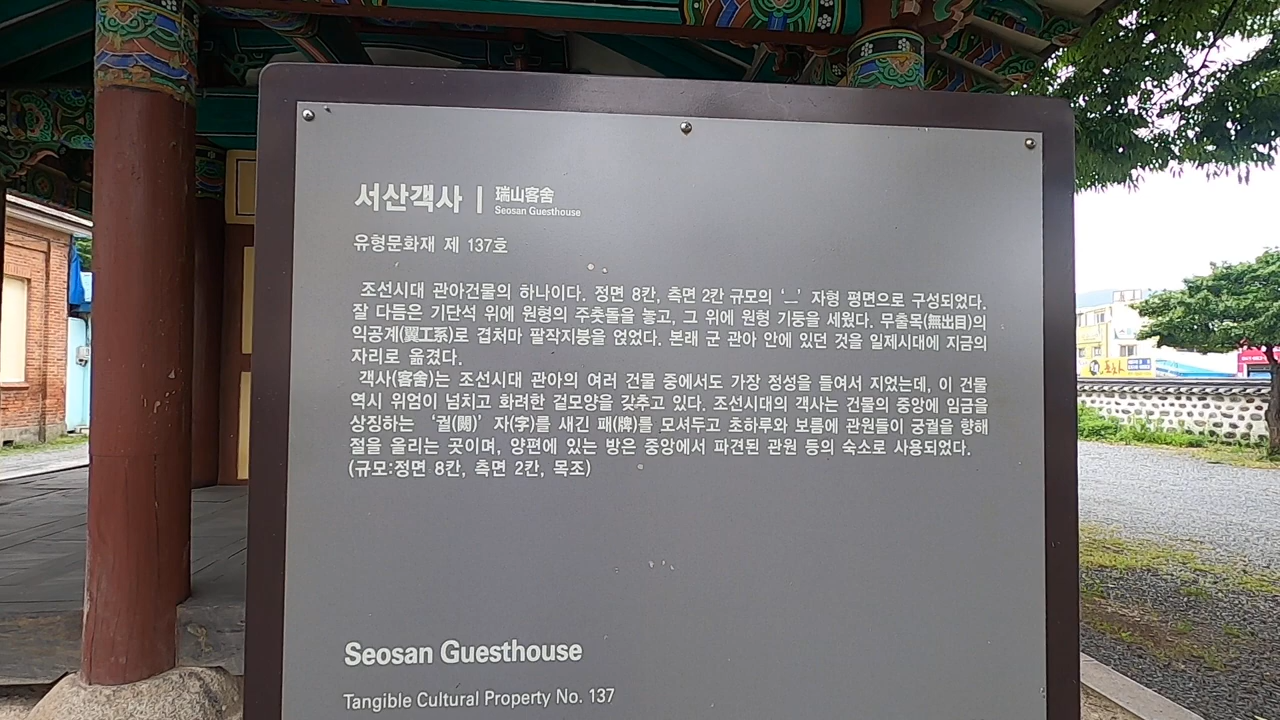 서산객사 | 瑞山客舍
Seosan Guesthouse
유형문화재 제 137호
조선시대 관아건물의 하나이다. 정면 8칸, 측면 2칸 규모의 ‘ㅡ’ 자형 평면으로 구성되었다.
잘 다듬은 기단석 위에 원형의 주춧돌을 놓고, 그 위에 원형 기둥을 세웠다. 무출목(無出目)의
익공계(翼工系)로 겹처마 팔작지붕을 얹었다. 본래 군 관아 안에 있던 것을 일제시대에 지금의
자리로 옮겼다.
객사(客舍)는 조선시대 관아의 여러 건물 중에서도 가장 정성을 들여서 지었는데, 이 건물
역시 위엄이 넘치고 화려한 겉모양을 갖추고 있다. 조선시대의 객사는 건물의 중앙에 임금을
상징하는 ‘궐(闕)’ 자(字)를 새긴 패(牌)를 모셔두고 초하루와 보름에 관원들이 궁궐을 향해
절을 올리는 곳이며, 양편에 있는 방은 중앙에서 파견된 관원 등의 숙소로 사용되었다.
(규모:정면 8칸, 측면 2칸, 목조)
Seosan Guesthouse
Tangible Cultural Property No. 137